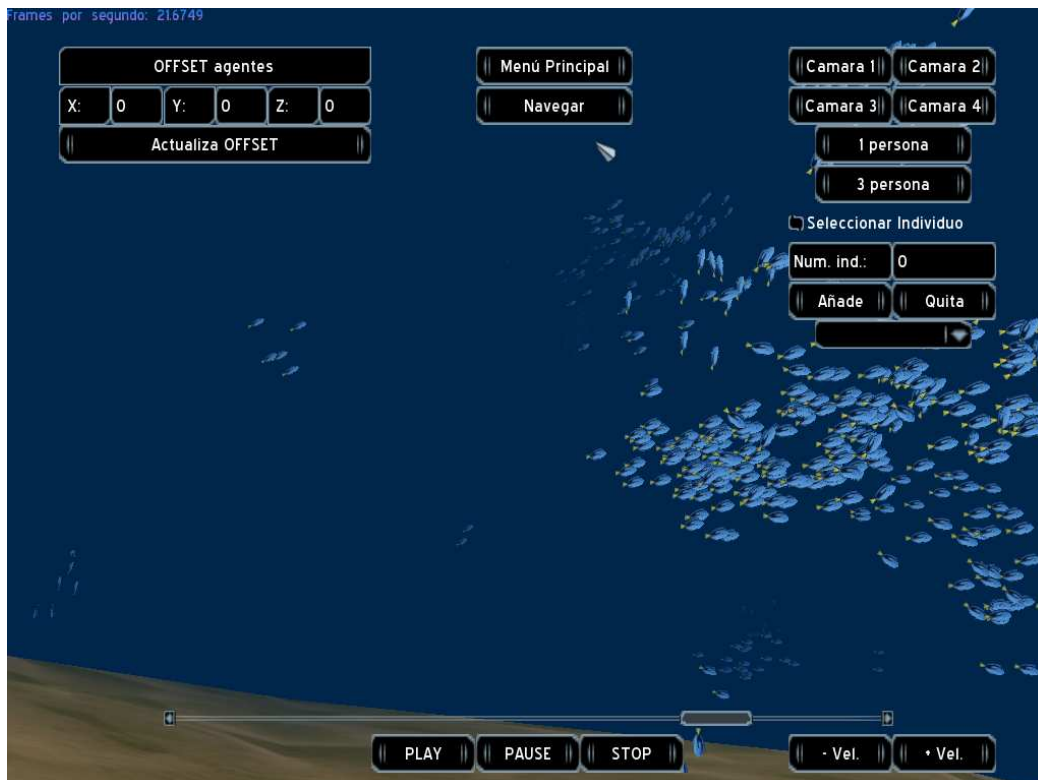 Frames por segundo: 21.6749
OFFSET agentes
X: 0 Y: 0 Z: 0
Actualiza OFFSET
Menú Principal
Navegar
Camara 1 Camara 2
Camara 3 Camara 4
1 persona
3 persona
Seleccionar Individuo
Num. ind.: 0
Añade Quita
PLAY PAUSE STOP - Vel. + Vel.